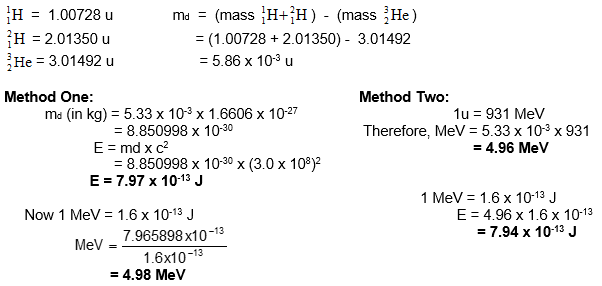 ¹₁H = 1.00728 u
m_d = (mass ¹₁H+²₁H ) - (mass ³₂He)
²₁H = 2.01350 u
= (1.00728 + 2.01350) - 3.01492
³₂He = 3.01492 u
= 5.86 x 10⁻³ u
Method One:
m_d (in kg) = 5.33 x 10⁻³ x 1.6606 x 10⁻²⁷
= 8.850998 x 10⁻³⁰
E = md x c²
= 8.850998 x 10⁻³⁰ x (3.0 x 10⁸)²
E = 7.97 x 10⁻¹³ J
Now 1 MeV = 1.6 x 10⁻¹³ J
MeV = 7.965898x10⁻¹³
1.6x10⁻¹³
= 4.98 MeV
Method Two:
1u = 931 MeV
Therefore, MeV = 5.33 x 10⁻³ x 931
= 4.96 MeV
1 MeV = 1.6 x 10⁻¹³ J
E = 4.96 x 1.6 x 10⁻¹³
= 7.94 x 10⁻¹³ J